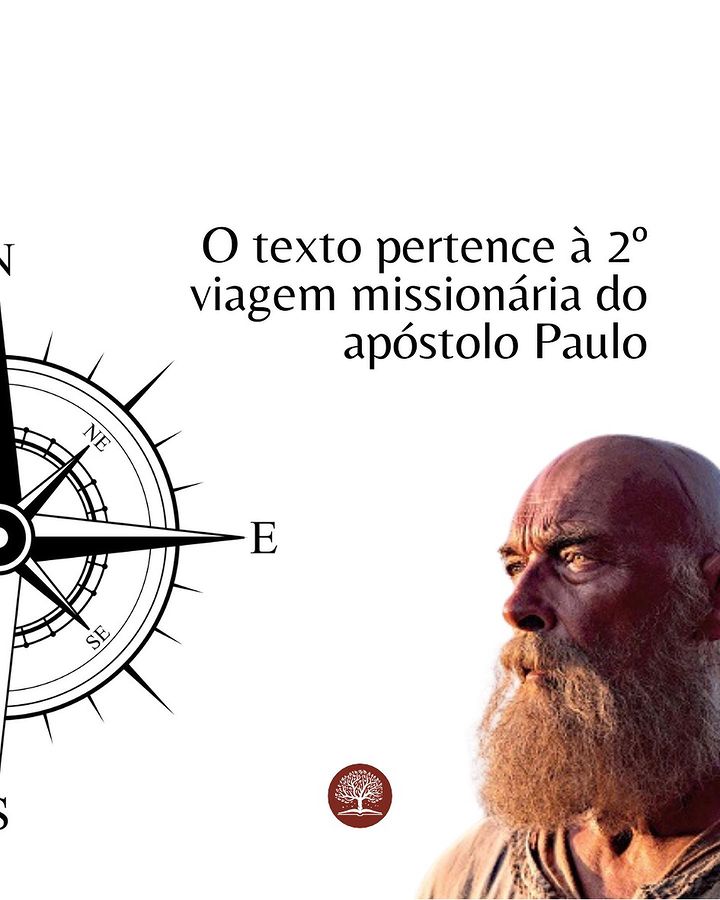 O texto pertence à 2º
viagem missionária do
apóstolo Paulo
N
NE
E
SE
S